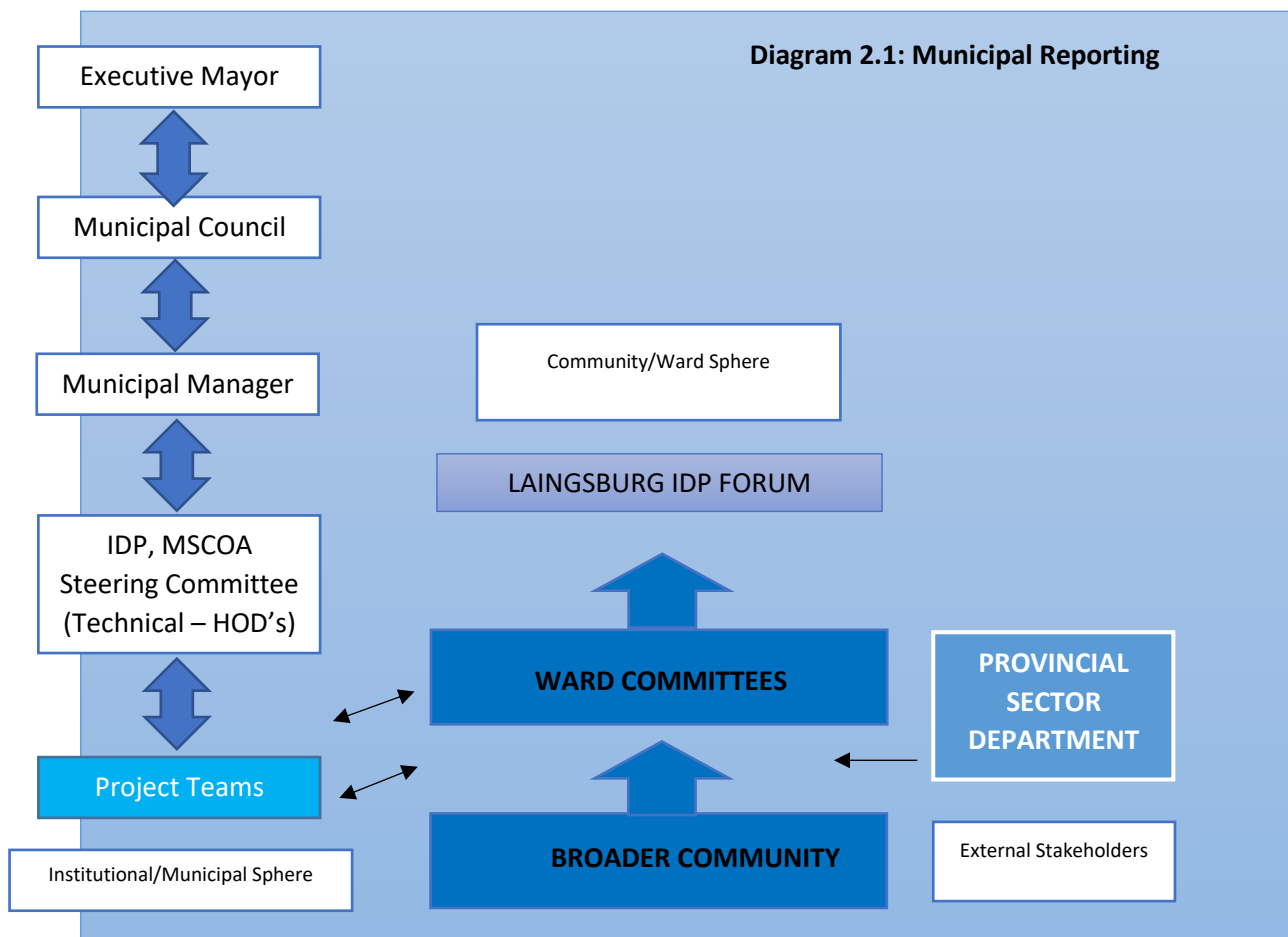 Diagram 2.1: Municipal Reporting
Executive Mayor
Municipal Council
Municipal Manager
IDP, MSCOA
Steering Committee
(Technical – HOD’s)
Project Teams
Institutional/Municipal Sphere
Community/Ward Sphere
LAINGSBURG IDP FORUM
WARD COMMITTEES
BROADER COMMUNITY
PROVINCIAL
SECTOR
DEPARTMENT
External Stakeholders